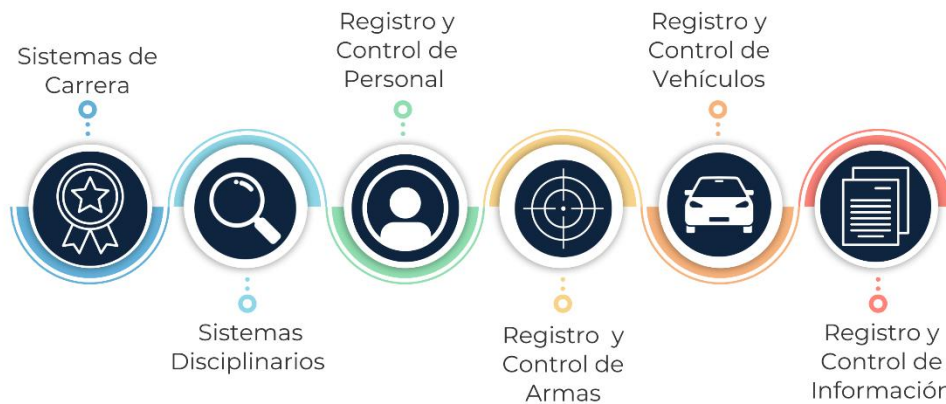 Sistemas de
Carrera
Sistemas
Disciplinarios
Registro y
Control de
Personal
Registro y
Control de
Armas
Registro y
Control de
Vehículos
Registro y
Control de
Información